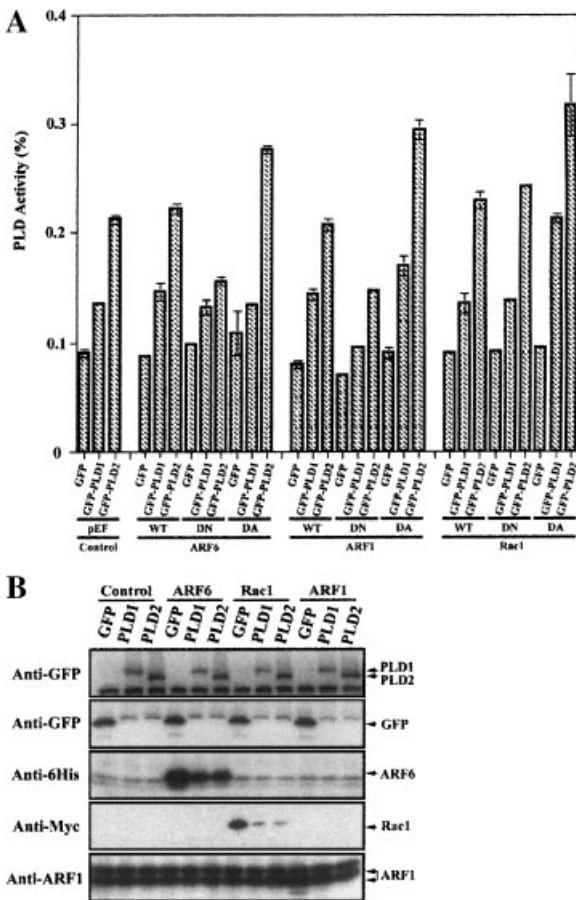 A
0.4
0.3
0.2
0.1
0
PLD Activity (%)
GFP GFP-PLD1 GFP-PLD2 GFP GFP-PLD1 GFP-PLD2 GFP GFP-PLD1 GFP-PLD2 GFP GFP-PLD1 GFP-PLD2 GFP GFP-PLD1 GFP-PLD2 GFP GFP-PLD1 GFP-PLD2 GFP GFP-PLD1 GFP-PLD2 GFP GFP-PLD1 GFP-PLD2 GFP GFP-PLD1 GFP-PLD2 GFP GFP-PLD1 GFP-PLD2
pEF WT DN DA WT DN DA WT DN DA
Control ARF6 ARF1 Rac1
B
Control ARF6 Rac1 ARF1
GFP PLD1 PLD2 GFP PLD1 PLD2 GFP PLD1 PLD2 GFP PLD1 PLD2
Anti-GFP PLD1
PLD2
Anti-GFP GFP
Anti-6His ARF6
Anti-Myc Rac1
Anti-ARF1 ARF1